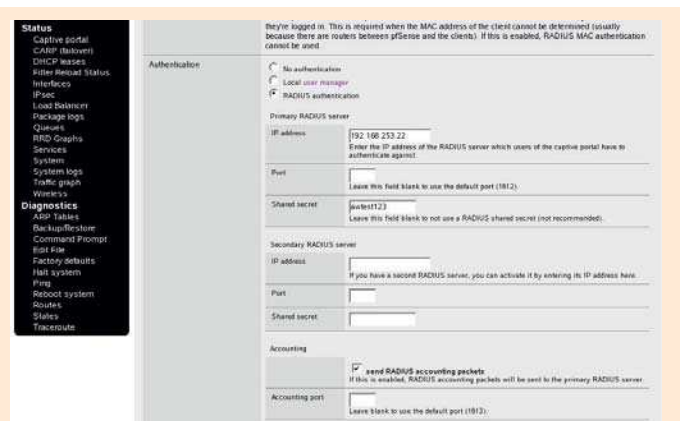 Status
Captive portal
CARP (failover)
DHCP leases
Filter Reload Status
Interfaces
IPsec
Load Balancer
Package logs
Queues
RRD Graphs
Services
System
System logs
Traffic graph
Wireless
Diagnostics
ARP Tables
Backup/Restore
Command Prompt
Edit File
Factory defaults
Halt system
Ping
Reboot system
Routes
States
Traceroute
they're logged in. This is required when the MAC address of the client cannot be determined (usually
because there are routers between pfSense and the clients). If this is enabled, RADIUS MAC authentication
cannot be used.
Authentication
No authentication
Local user manager
RADIUS authentication
Primary RADIUS server
IP address
192.168.253.22
Enter the IP address of the RADIUS server which users of the captive portal have to
authenticate against.
Port
Leave this field blank to use the default port (1812).
Shared secret
awtest123
Leave this field blank to not use a RADIUS shared secret (not recommended).
Secondary RADIUS server
IP address
If you have a second RADIUS server, you can activate it by entering its IP address here.
Port
Shared secret
Accounting
send RADIUS accounting packets
If this is enabled, RADIUS accounting packets will be sent to the primary RADIUS server.
Accounting port
Leave blank to use the default port (1813).